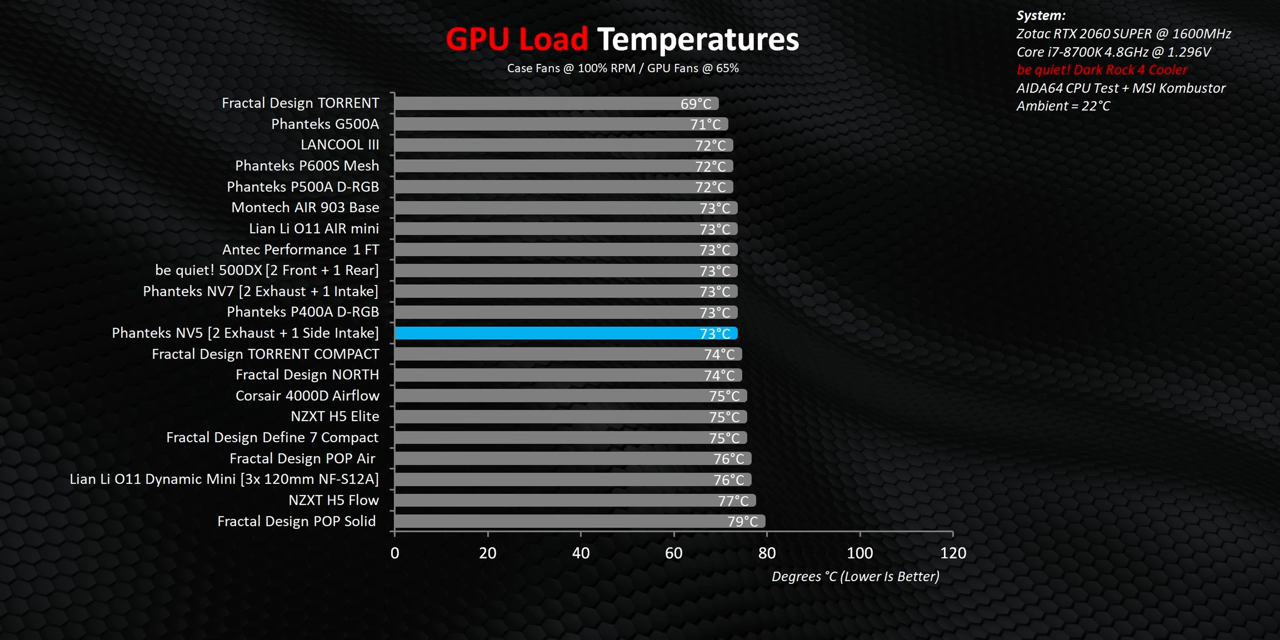 GPU Load Temperatures
Case Fans @ 100% RPM / GPU Fans @ 65%
System:
Zotac RTX 2060 SUPER @ 1600MHz
Core i7-8700K 4.8GHz @ 1.296V
be quiet! Dark Rock 4 Cooler
AIDA64 CPU Test + MSI Kombustor
Ambient = 22°C
Fractal Design TORRENT 69°C
Phanteks G500A 71°C
LANCOOL III 72°C
Phanteks P600S Mesh 72°C
Phanteks P500A D-RGB 72°C
Montech AIR 903 Base 73°C
Lian Li O11 AIR mini 73°C
Antec Performance 1 FT 73°C
be quiet! 500DX [2 Front + 1 Rear] 73°C
Phanteks NV7 [2 Exhaust + 1 Intake] 73°C
Phanteks P400A D-RGB 73°C
Phanteks NV5 [2 Exhaust + 1 Side Intake] 73°C
Fractal Design TORRENT COMPACT 74°C
Fractal Design NORTH 74°C
Corsair 4000D Airflow 75°C
NZXT H5 Elite 75°C
Fractal Design Define 7 Compact 75°C
Fractal Design POP Air 76°C
Lian Li O11 Dynamic Mini [3x 120mm NF-S12A] 76°C
NZXT H5 Flow 77°C
Fractal Design POP Solid 79°C
0 20 40 60 80 100 120
Degrees °C (Lower Is Better)